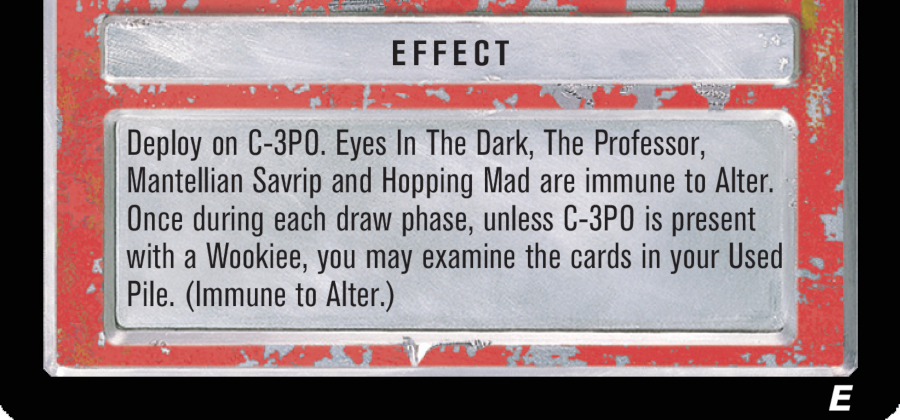 EFFECT
Deploy on C-3PO. Eyes In The Dark, The Professor,
Mantellian Savrip and Hopping Mad are immune to Alter.
Once during each draw phase, unless C-3PO is present
with a Wookiee, you may examine the cards in your Used
Pile. (Immune to Alter.)
E